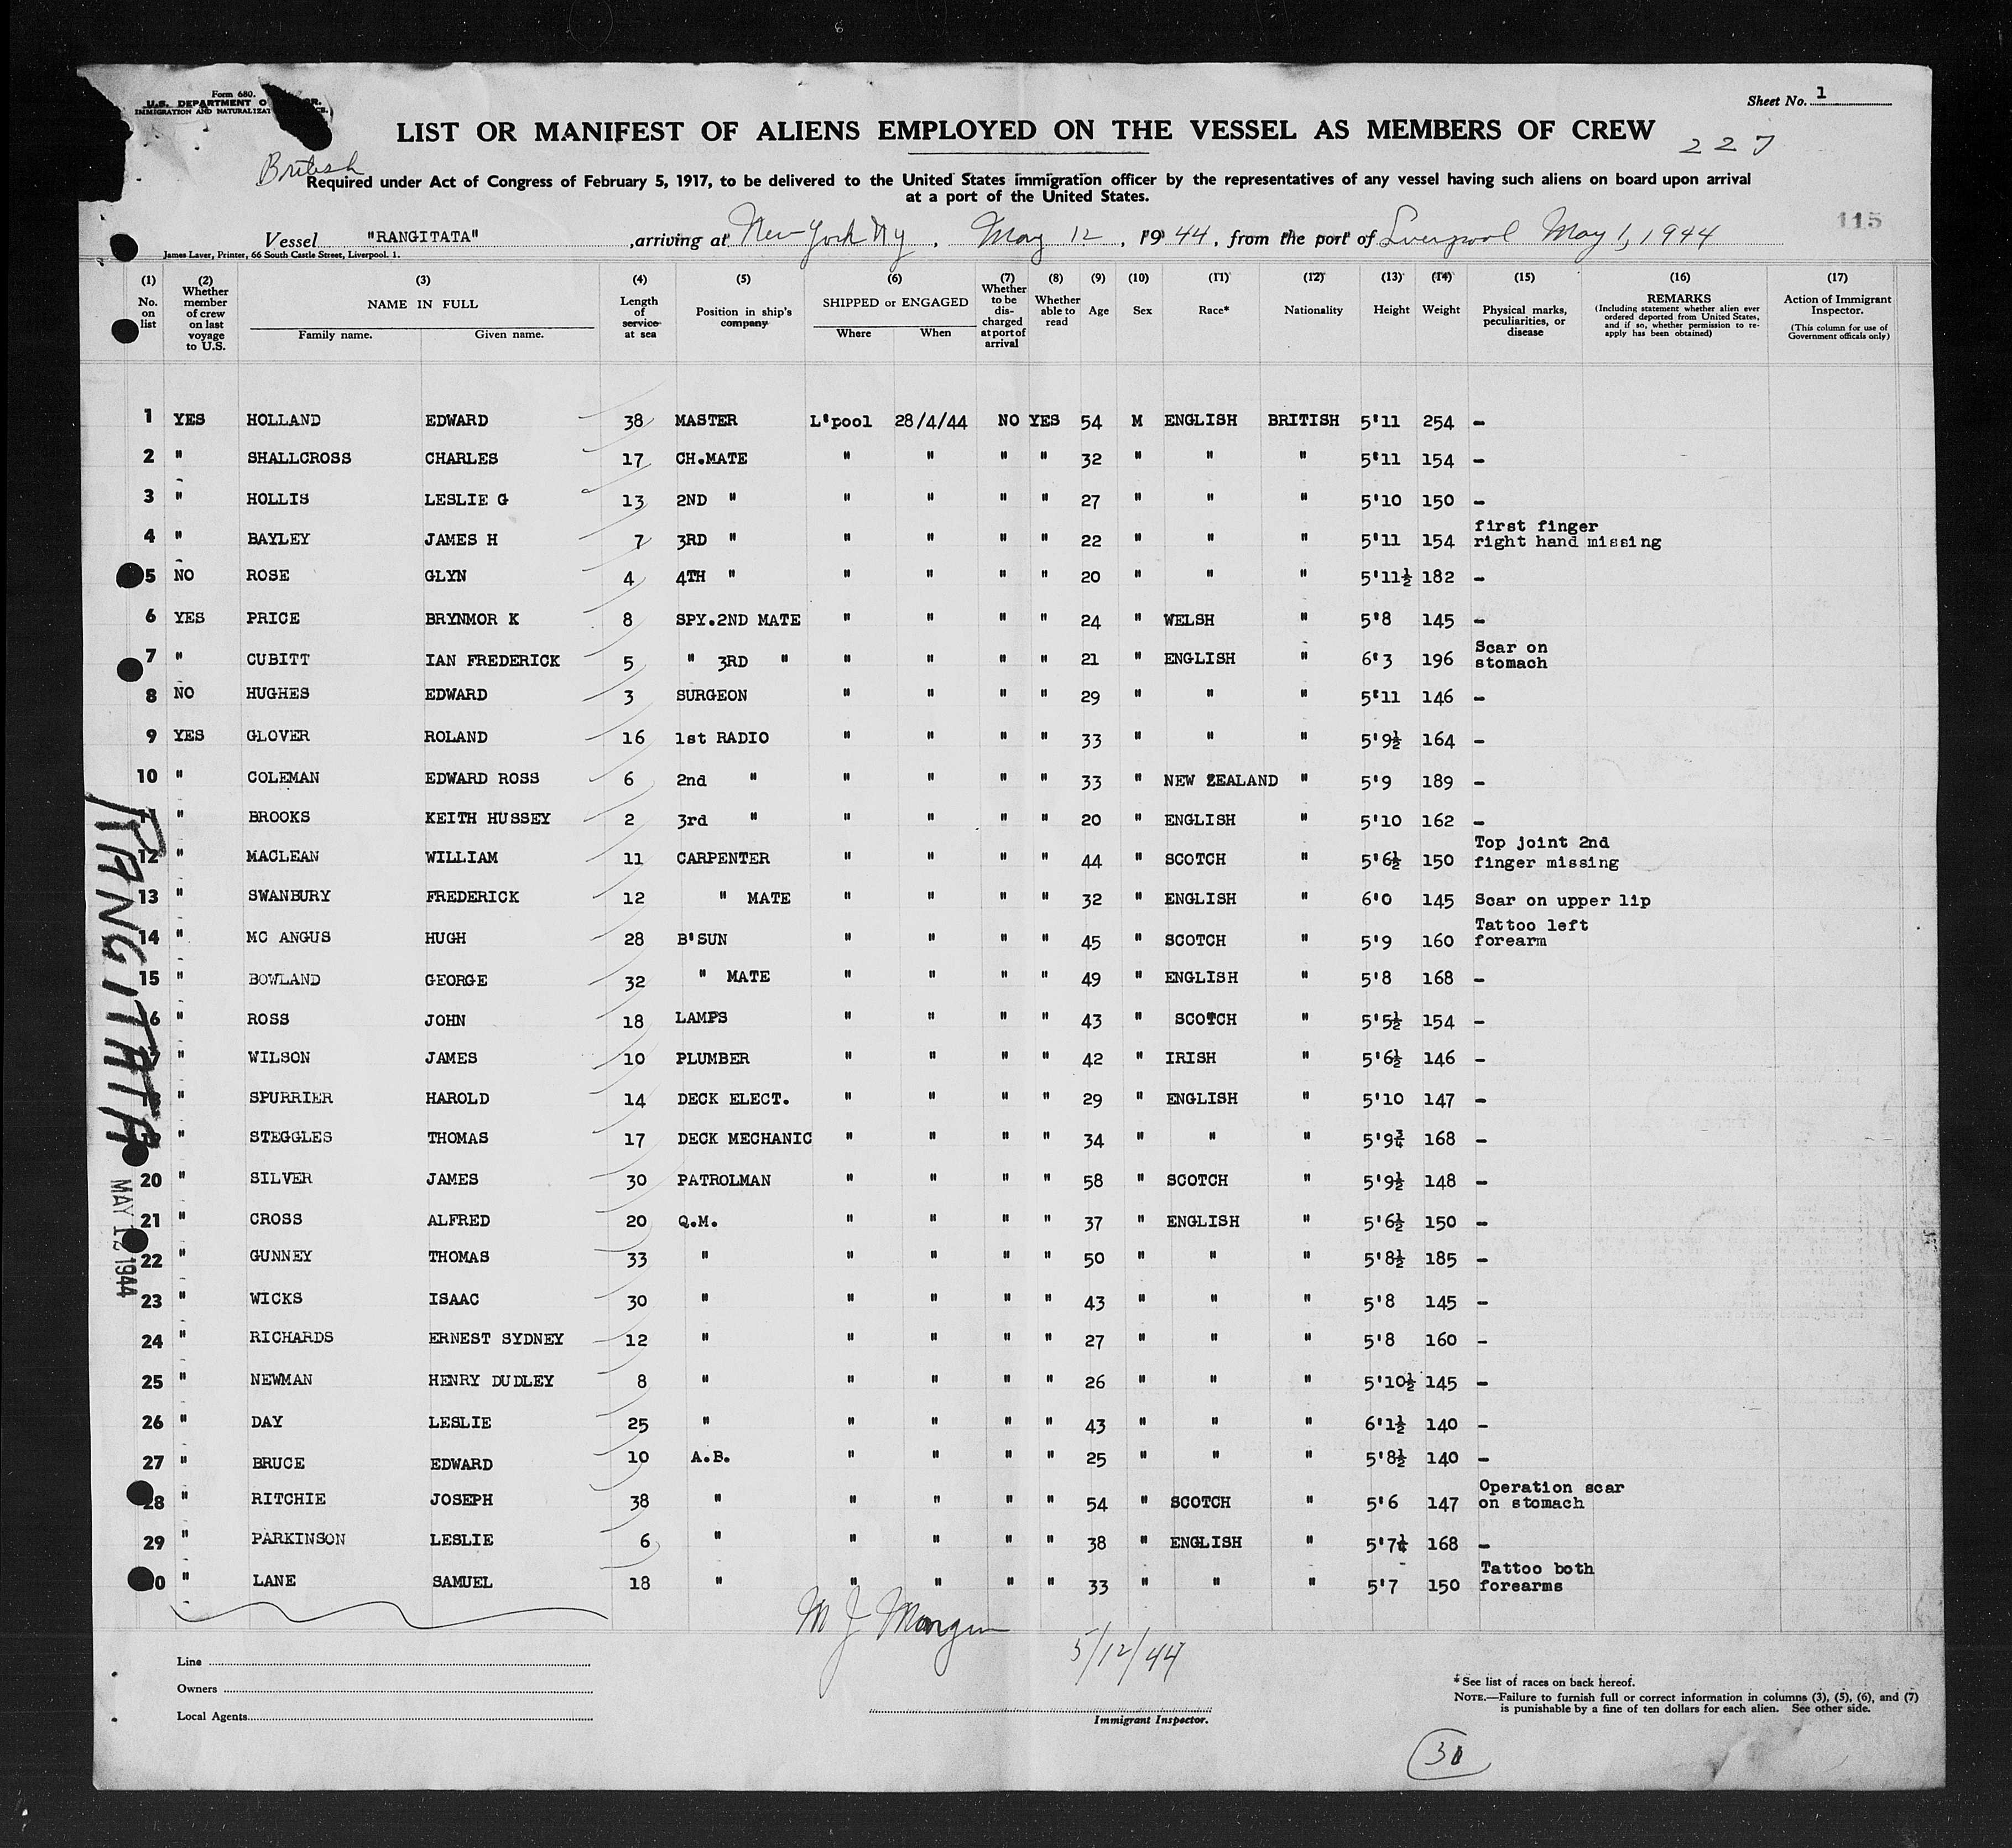 Form 680.
U.S. DEPARTMENT O
IMMIGRATION AND NATURALIZAT
Sheet No. 1
LIST OR MANIFEST OF ALIENS EMPLOYED ON THE VESSEL AS MEMBERS OF CREW
227
British
Required under Act of Congress of February 5, 1917, to be delivered to the United States immigration officer by the representatives of any vessel having such aliens on board upon arrival
at a port of the United States.
115
Vessel "RANGITATA" , arriving at New York Ny , May 12 , 1944 , from the port of Liverpool May 1, 1944
James Laver, Printer, 66 South Castle Street, Liverpool. 1.
(1) No. on list (2) Whether member of crew on last voyage to U.S. (3) NAME IN FULL Family name. Given name. (4) Length of service at sea (5) Position in ship's company (6) SHIPPED or ENGAGED Where When (7) Whether to be discharged at port of arrival (8) Whether able to read (9) Age (10) Sex (11) Race* (12) Nationality (13) Height (14) Weight (15) Physical marks, peculiarities, or disease (16) REMARKS (Including statement whether alien ever ordered deported from United States, and if so, whether permission to re-apply has been obtained) (17) Action of Immigrant Inspector. (This column for use of Government officials only)
1 YES HOLLAND EDWARD 38 MASTER L'pool 28/4/44 NO YES 54 M ENGLISH BRITISH 5'11 254 -
2 " SHALLCROSS CHARLES 17 CH.MATE " " " " 32 " " " 5'11 154 -
3 " HOLLIS LESLIE G 13 2ND " " " " " 27 " " " 5'10 150 -
4 " BAYLEY JAMES H 7 3RD " " " " " 22 " " " 5'11 154 first finger right hand missing
5 NO ROSE GLYN 4 4TH " " " " " 20 " " " 5'11½ 182 -
6 YES PRICE BRYNMOR K 8 SPY.2ND MATE " " " " 24 " WELSH " 5'8 145 -
7 " CUBITT IAN FREDERICK 5 " 3RD " " " " " 21 " ENGLISH " 6'3 196 Scar on stomach
8 NO HUGHES EDWARD 3 SURGEON " " " " 29 " " " 5'11 146 -
9 YES GLOVER ROLAND 16 1st RADIO " " " " 33 " " " 5'9½ 164 -
10 " COLEMAN EDWARD ROSS 6 2nd " " " " " 33 " NEW ZEALAND " 5'9 189 -
" BROOKS KEITH HUSSEY 2 3rd " " " " " 20 " ENGLISH " 5'10 162 -
12 " MACLEAN WILLIAM 11 CARPENTER " " " " 44 " SCOTCH " 5'6½ 150 Top joint 2nd finger missing
13 " SWANBURY FREDERICK 12 " MATE " " " " 32 " ENGLISH " 6'0 145 Scar on upper lip
14 " MC ANGUS HUGH 28 B'SUN " " " " 45 " SCOTCH " 5'9 160 Tattoo left forearm
15 " BOWLAND GEORGE 32 " MATE " " " " 49 " ENGLISH " 5'8 168 -
6 " ROSS JOHN 18 LAMPS " " " " 43 " SCOTCH " 5'5½ 154 -
7 " WILSON JAMES 10 PLUMBER " " " " 42 " IRISH " 5'6½ 146 -
" SPURRIER HAROLD 14 DECK ELECT. " " " " 29 " ENGLISH " 5'10 147 -
" STEGGLES THOMAS 17 DECK MECHANIC " " " " 34 " " " 5'9¾ 168 -
20 " SILVER JAMES 30 PATROLMAN " " " " 58 " SCOTCH " 5'9½ 148 -
21 " CROSS ALFRED 20 Q.M. " " " " 37 " ENGLISH " 5'6½ 150 -
22 " GUNNEY THOMAS 33 " " " " " 50 " " " 5'8½ 185 -
23 " WICKS ISAAC 30 " " " " " 43 " " " 5'8 145 -
24 " RICHARDS ERNEST SYDNEY 12 " " " " " 27 " " " 5'8 160 -
25 " NEWMAN HENRY DUDLEY 8 " " " " " 26 " " " 5'10½ 145 -
26 " DAY LESLIE 25 " " " " " 43 " " " 6'1½ 140 -
27 " BRUCE EDWARD 10 A.B. " " " " 25 " " " 5'8½ 140 -
28 " RITCHIE JOSEPH 38 " " " " " 54 " SCOTCH " 5'6 147 Operation scar on stomach
29 " PARKINSON LESLIE 6 " " " " " 38 " ENGLISH " 5'7¼ 168 -
0 " LANE SAMUEL 18 " " " " " 33 " " " 5'7 150 Tattoo both forearms
RANGITATA
MAY 12 1944
M J Mangin
5/12/44
Line
Owners
Local Agents
Immigrant Inspector.
* See list of races on back hereof.
NOTE.—Failure to furnish full or correct information in columns (3), (5), (6), and (7)
is punishable by a fine of ten dollars for each alien. See other side.
30